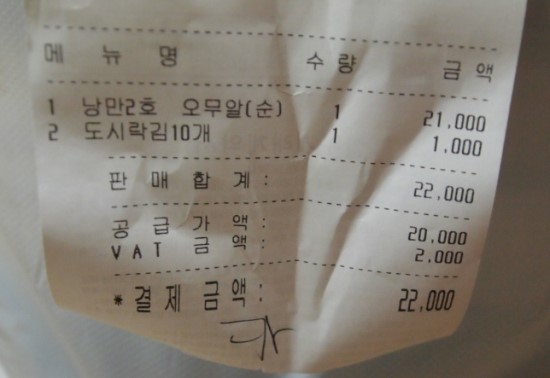 메 뉴 명 수 량 금 액
1 낭만2호 오무알(순) 1 21,000
2 도시락김10개 1 1,000
판 매 합 계 : 22,000
공 급 가 액 : 20,000
V A T 금 액 : 2,000
*결 제 금 액 : 22,000